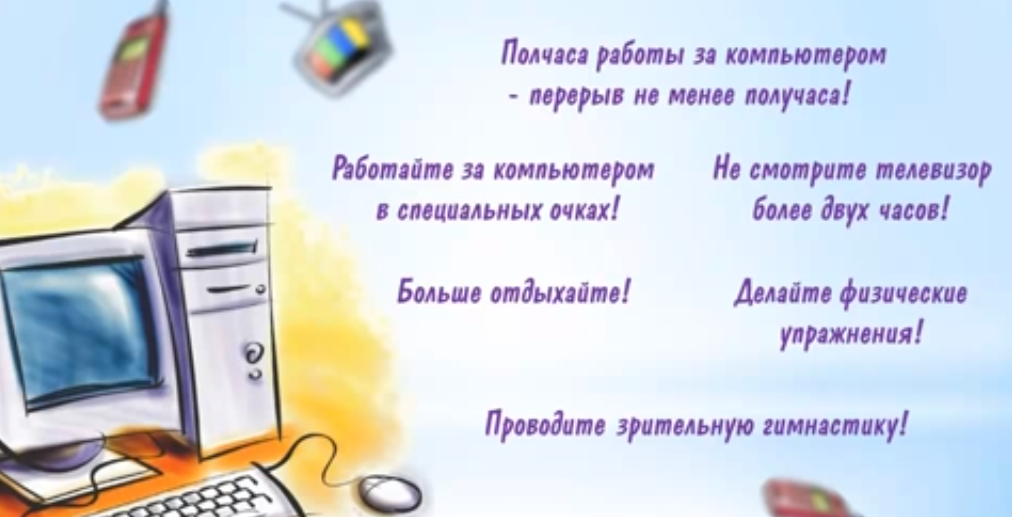 Полчаса работы за компьютером
- перерыв не менее получаса!
Работайте за компьютером
в специальных очках!
Не смотрите телевизор
более двух часов!
Больше отдыхайте!
Делайте физические
упражнения!
Проводите зрительную гимнастику!